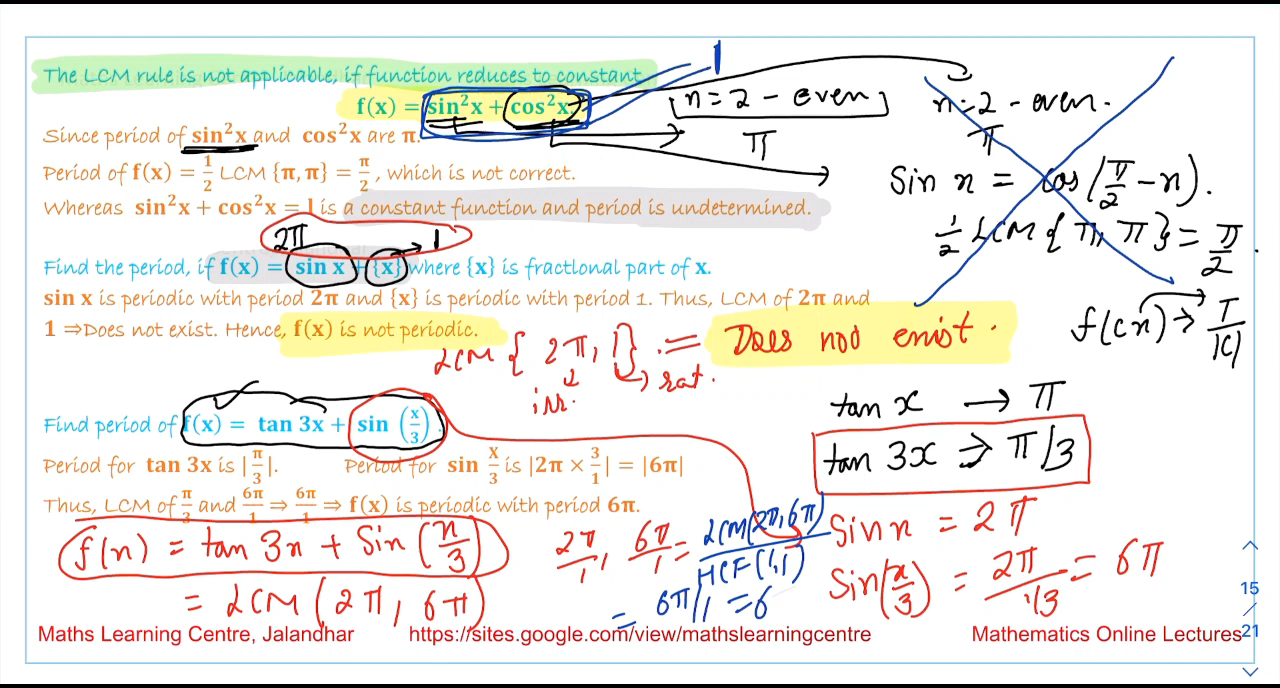 The LCM rule is not applicable, if function reduces to constant
1
f(x) = sin²x + cos²x.
n = 2 - even
π
n = 2 - even.
π
Since period of sin²x and cos²x are π.
Sin x = cos(π/2 - x).
Period of f(x) = 1/2 LCM {π, π} = π/2, which is not correct.
Whereas sin²x + cos²x = 1 is a constant function and period is undetermined.
1/2 LCM { π, π } = π/2.
2π 1
Find the period, if f(x) = sin x + {x} where {x} is fractional part of x.
sin x is periodic with period 2π and {x} is periodic with period 1. Thus, LCM of 2π and
1 ⇒Does not exist. Hence, f(x) is not periodic.
f(cx) → T/|c|
LCM { 2π, 1 } = Does not exist.
irr. rat.
tan x → π
Find period of f(x) = tan 3x + sin (x/3).
tan 3x ⇒ π/3
Period for tan 3x is |π/3|. Period for sin x/3 is |2π × 3/1| = |6π|
Thus, LCM of π/3 and 6π/1 ⇒ 6π/1 ⇒ f(x) is periodic with period 6π.
f(x) = tan 3x + Sin (x/3)
2π/1, 6π/1 = LCM(2π, 6π)/HCF(1,1)
Sin x = 2π
= LCM (2π, 6π)
= 6π/1 = 6
Sin(x/3) = 2π/1/3 = 6π
15
/
21
Maths Learning Centre, Jalandhar https://sites.google.com/view/mathslearningcentre Mathematics Online Lectures